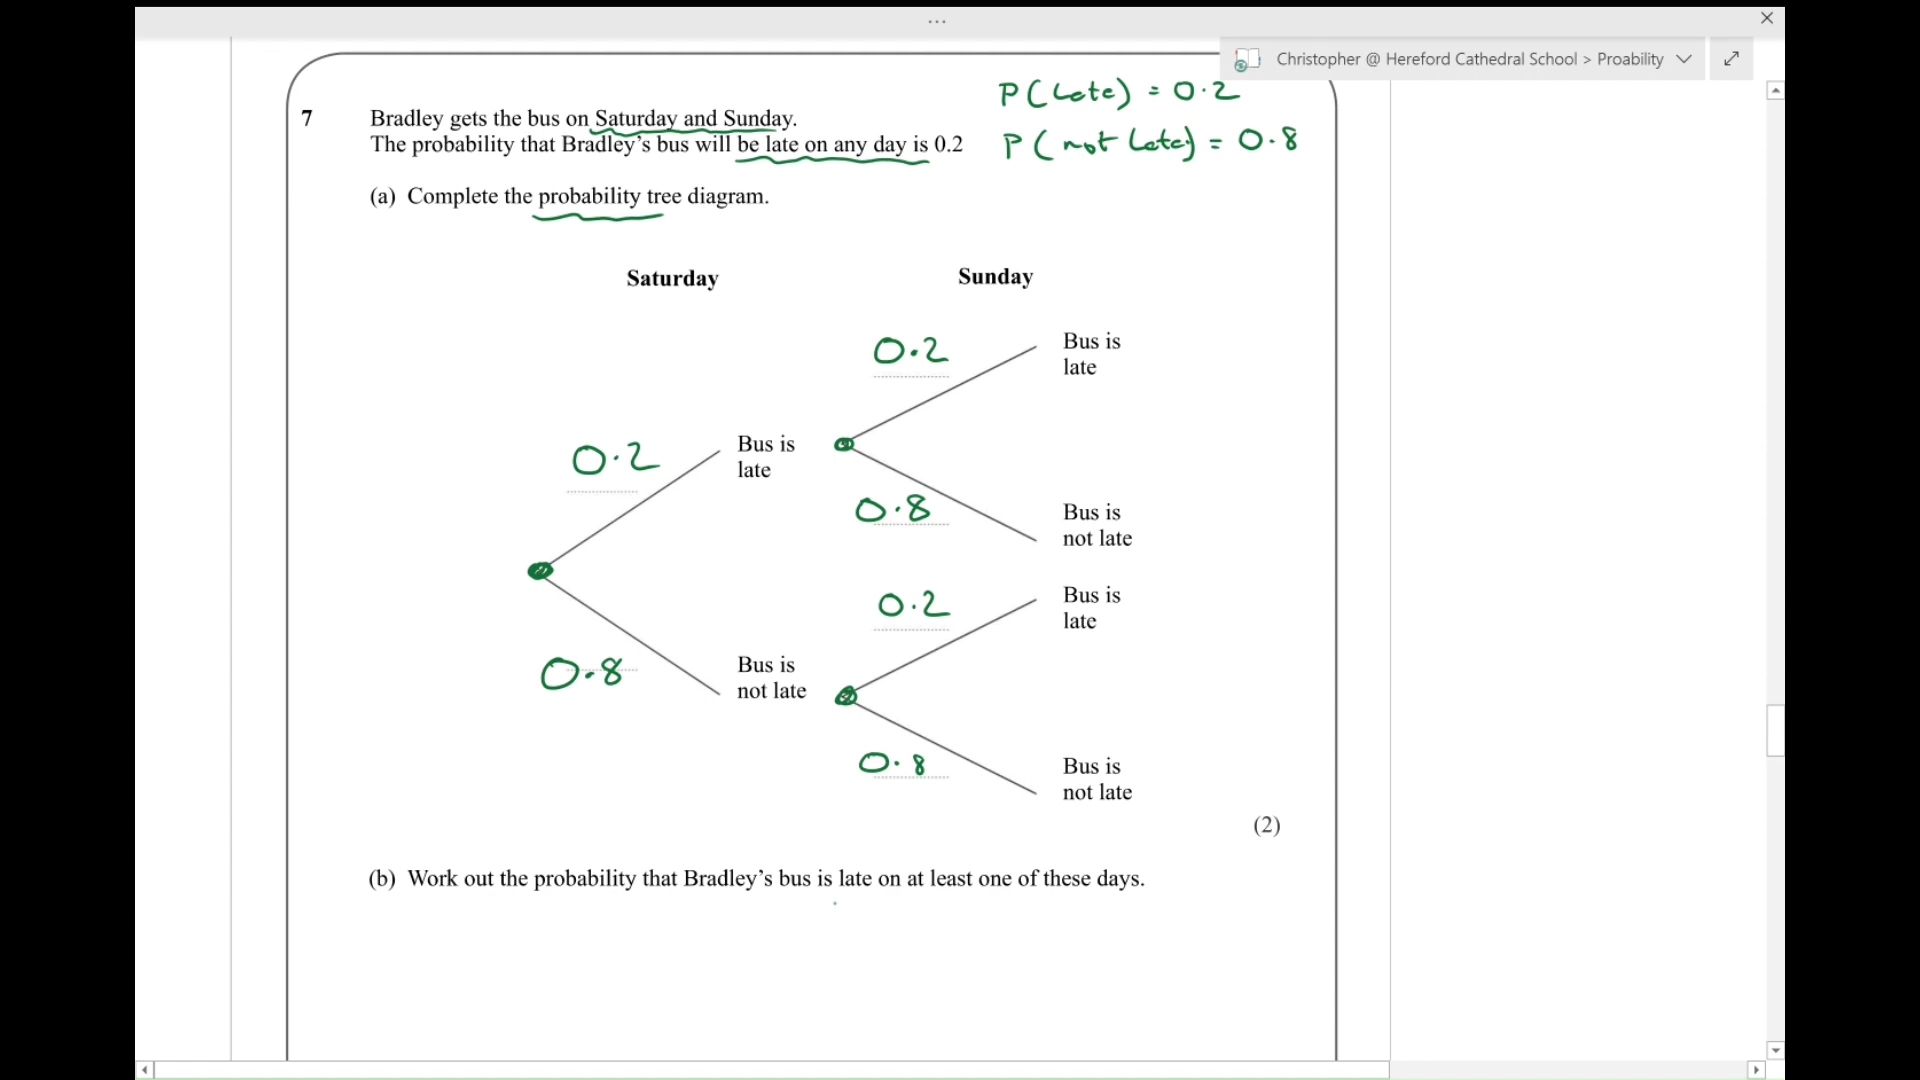 ...
Christopher @ Hereford Cathedral School > Proability
P(Late) = 0.2
7 Bradley gets the bus on Saturday and Sunday.
The probability that Bradley's bus will be late on any day is 0.2
P(not Late) = 0.8
(a) Complete the probability tree diagram.
Saturday Sunday
0.2
Bus is
late
0.2
Bus is
late
0.8
Bus is
not late
0.2
Bus is
late
0.8
Bus is
not late
0.8
Bus is
not late
(2)
(b) Work out the probability that Bradley's bus is late on at least one of these days.